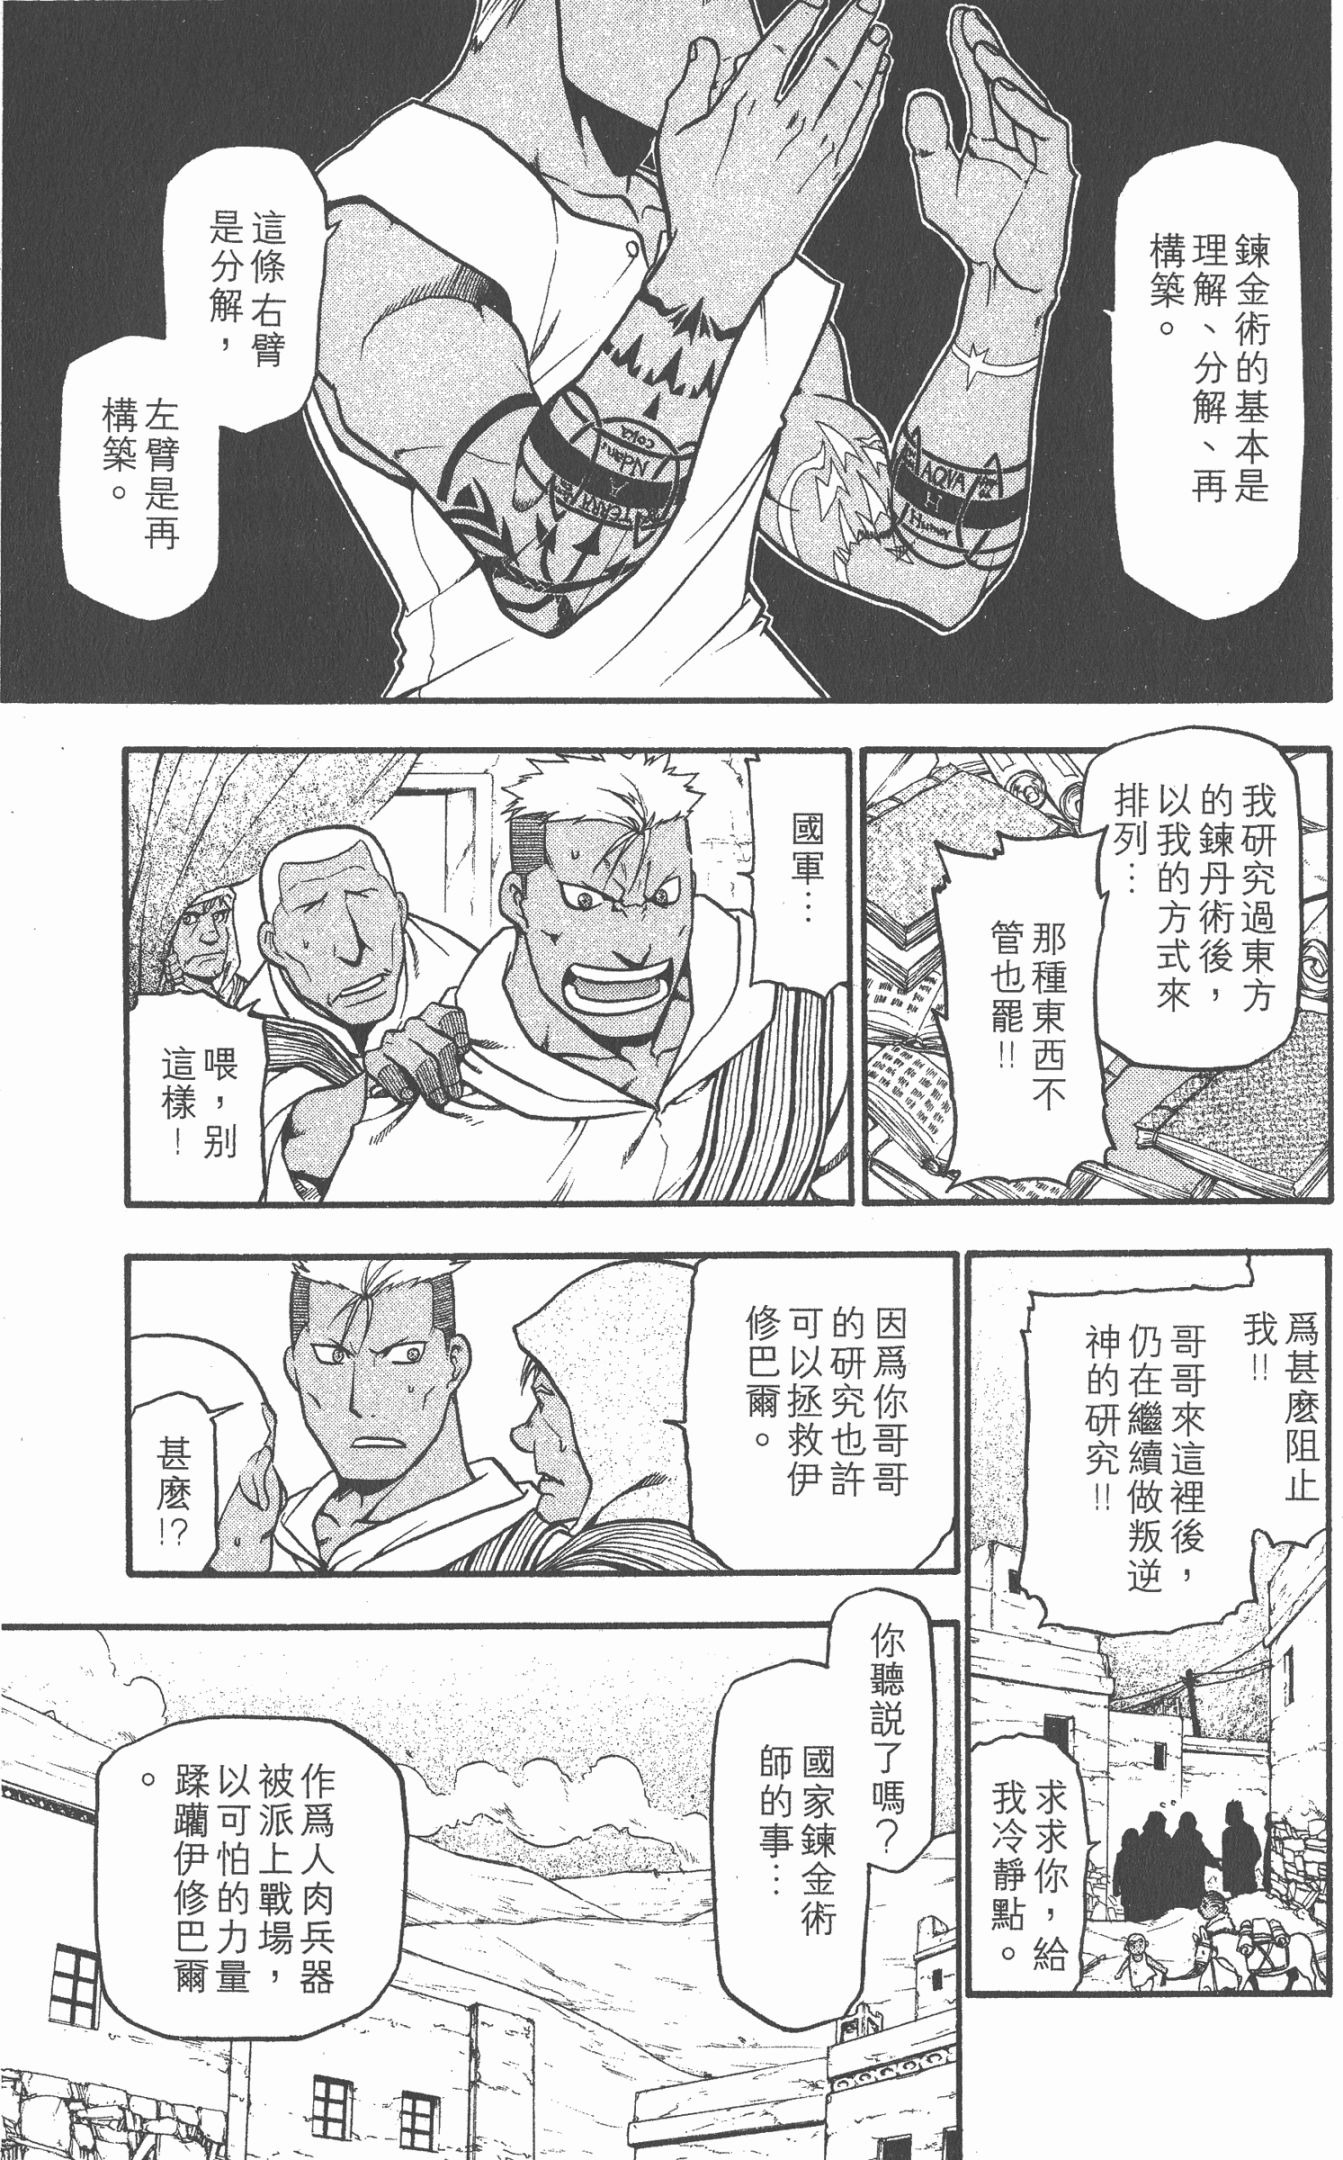 鍊金術的基本是
理解、分解、再
構築。
這條右臂
是分解，
左臂是再
構築。
Ndanr
coka
TERRA
AQVA
我研究過東方
的鍊丹術後，
以我的方式來
排列…
那種東西不
管也罷!!
國軍…
喂，別
這樣！
爲甚麽阻止
我!!
哥哥來這裡後，
仍在繼續做叛逆
神的研究!!
求求你，給
我冷靜點。
因爲你哥哥
的研究也許
可以拯救伊
修巴爾。
甚麽!?
你聽説了嗎？
國家鍊金術
師的事…
作爲人肉兵器
被派上戰場，
以可怕的力量
蹂躪伊修巴爾
。